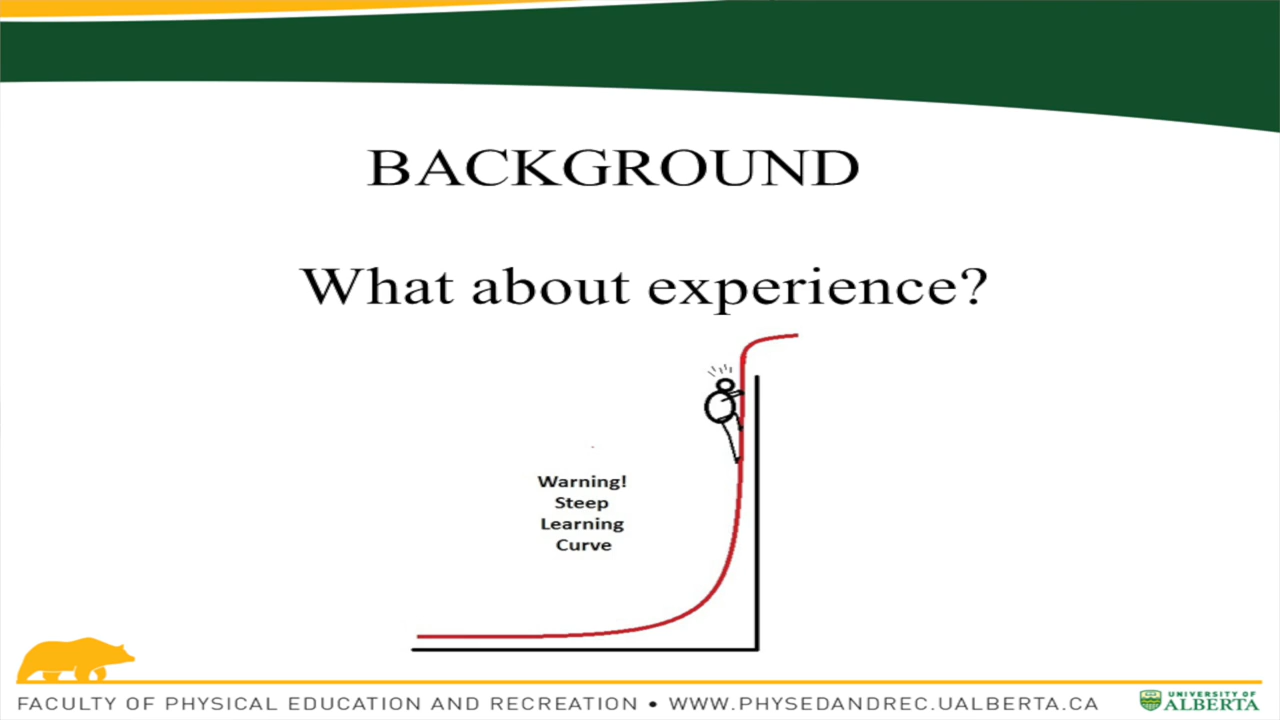 BACKGROUND
What about experience?
Warning!
Steep
Learning
Curve
FACULTY OF PHYSICAL EDUCATION AND RECREATION • WWW.PHYSEDANDREC.UALBERTA.CA
UNIVERSITY OF
ALBERTA